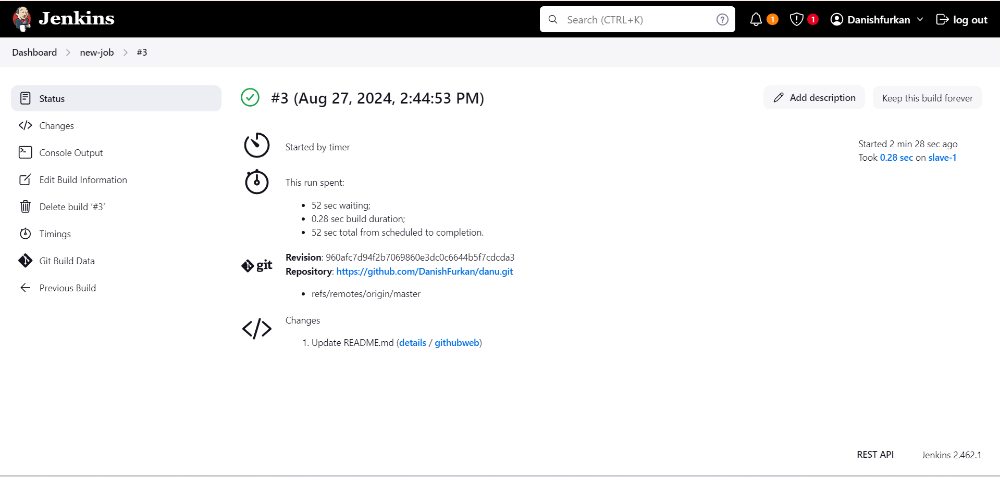 Jenkins
Search (CTRL+K)
?
1
1
Danishfurkan
log out
Dashboard > new-job > #3
Status
Changes
Console Output
Edit Build Information
Delete build ‘#3’
Timings
Git Build Data
Previous Build
#3 (Aug 27, 2024, 2:44:53 PM)
Add description
Keep this build forever
Started by timer
Started 2 min 28 sec ago
Took 0.28 sec on slave-1
This run spent:
• 52 sec waiting;
• 0.28 sec build duration;
• 52 sec total from scheduled to completion.
git
Revision: 960afc7d94f2b7069860e3dc0c6644b5f7cdcda3
Repository: https://github.com/DanishFurkan/danu.git
• refs/remotes/origin/master
Changes
1. Update README.md (details / githubweb)
REST API
Jenkins 2.462.1